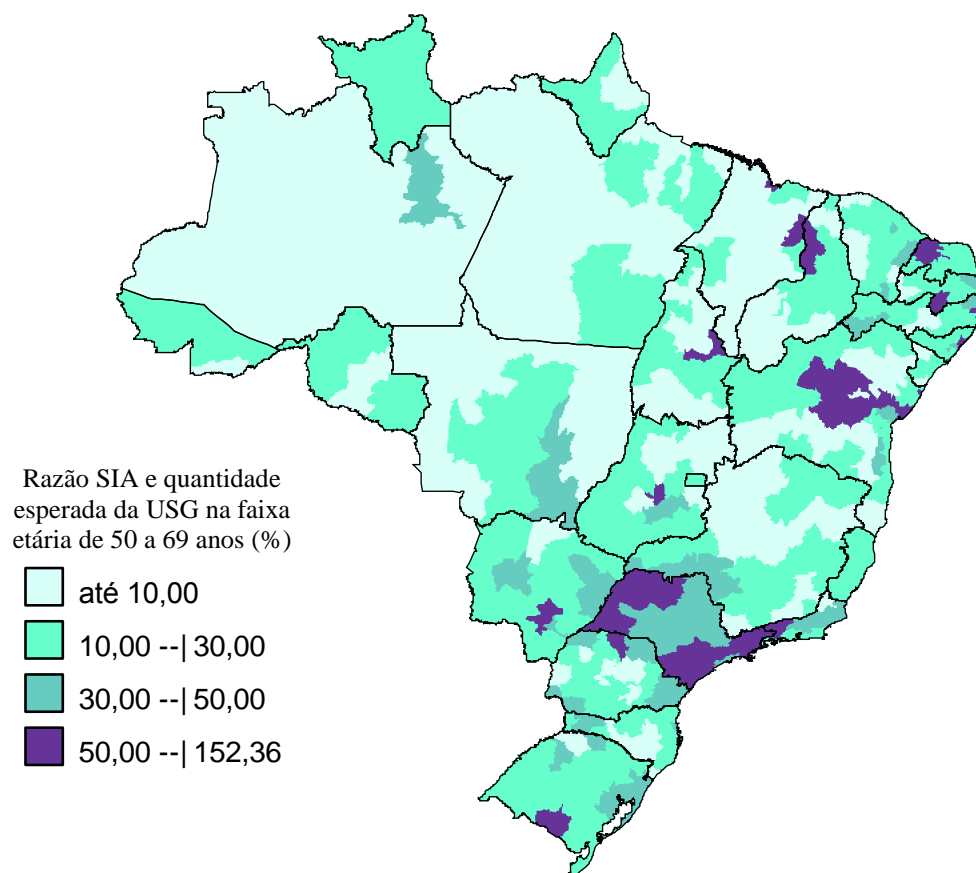 Razão SIA e quantidade
esperada da USG na faixa
etária de 50 a 69 anos (%)
até 10,00
10,00 --| 30,00
30,00 --| 50,00
50,00 --| 152,36